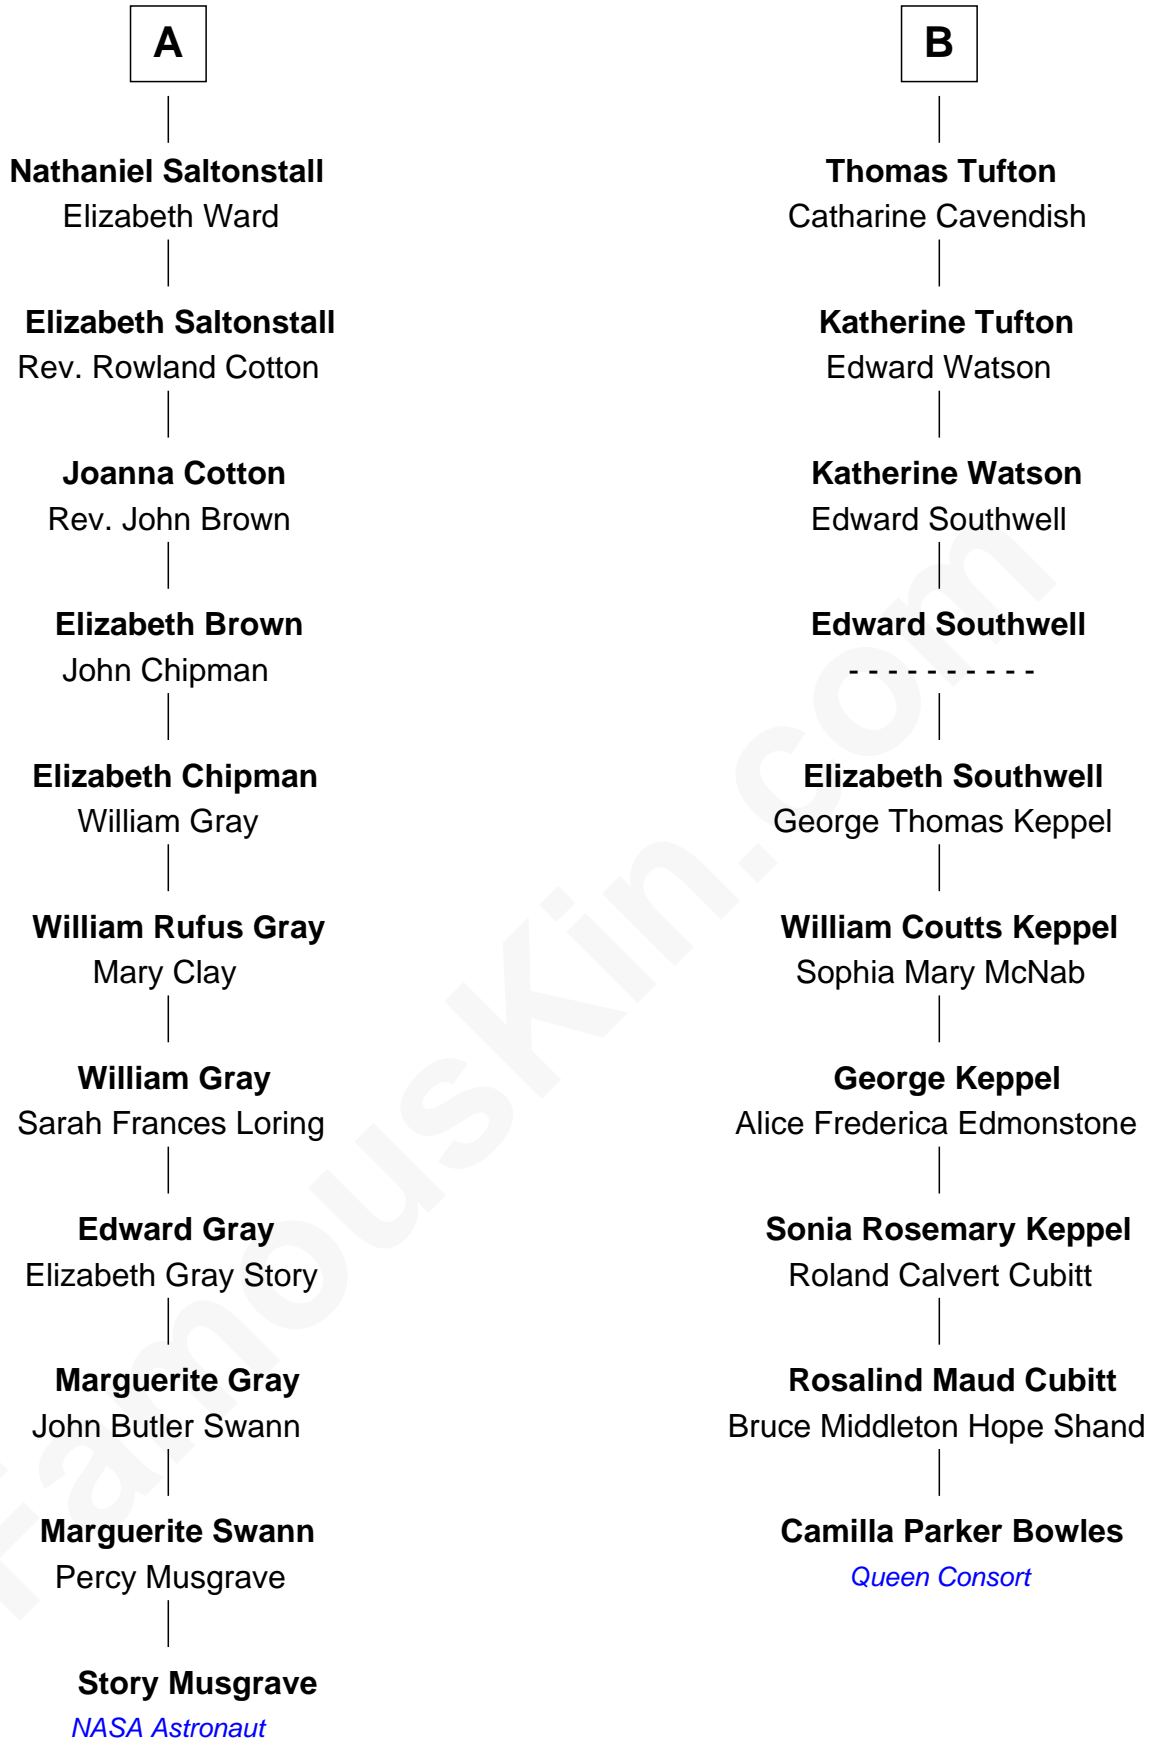 A
Nathaniel Saltonstall
Elizabeth Ward
Elizabeth Saltonstall
Rev. Rowland Cotton
Joanna Cotton
Rev. John Brown
Elizabeth Brown
John Chipman
Elizabeth Chipman
William Gray
William Rufus Gray
Mary Clay
William Gray
Sarah Frances Loring
Edward Gray
Elizabeth Gray Story
Marguerite Gray
John Butler Swann
Marguerite Swann
Percy Musgrave
Story Musgrave
NASA Astronaut
B
Thomas Tufton
Catharine Cavendish
Katherine Tufton
Edward Watson
Katherine Watson
Edward Southwell
Edward Southwell
- - - - - - - - - -
Elizabeth Southwell
George Thomas Keppel
William Coutts Keppel
Sophia Mary McNab
George Keppel
Alice Frederica Edmonstone
Sonia Rosemary Keppel
Roland Calvert Cubitt
Rosalind Maud Cubitt
Bruce Middleton Hope Shand
Camilla Parker Bowles
Queen Consort
FamousKin.com